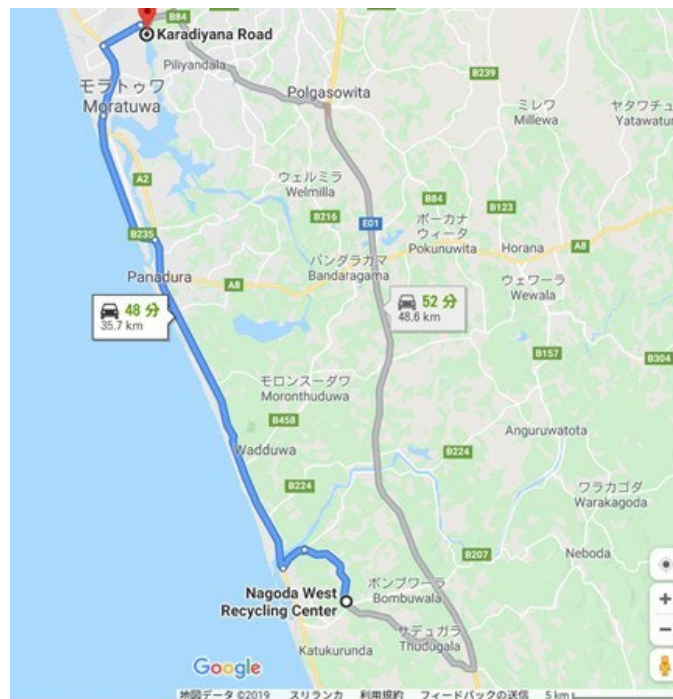 B84
Karadiyana Road
Piliyandala
B239
モラトゥワ
Moratuwa
Polgasowita
ミレワ
Millewa
ヤタワチュ
Yatawatur
A2
ウェルミラ
Welmilla
B84
B123
B216
E01
ボーカナ
ウィータ
Pokunuwita
Horana
A8
B235
バンダラガマ
Bandaragama
ウェワーラ
Wewala
Panadura
A8
48 分
35.7 km
52 分
48.6 km
B157
B304
モロンスーダワ
Moronthuduwa
B458
Anguruwatota
Wadduwa
B224
B224
ワラカゴダ
Warakagoda
B207
Neboda
Nagoda West
Recycling Center
ボンブワーラ
Bombuwala
サデュガラ
Thudugala
Katukurunda
Google
地図データ ©2019 スリランカ 利用規約 フィードバックの送信 5 km